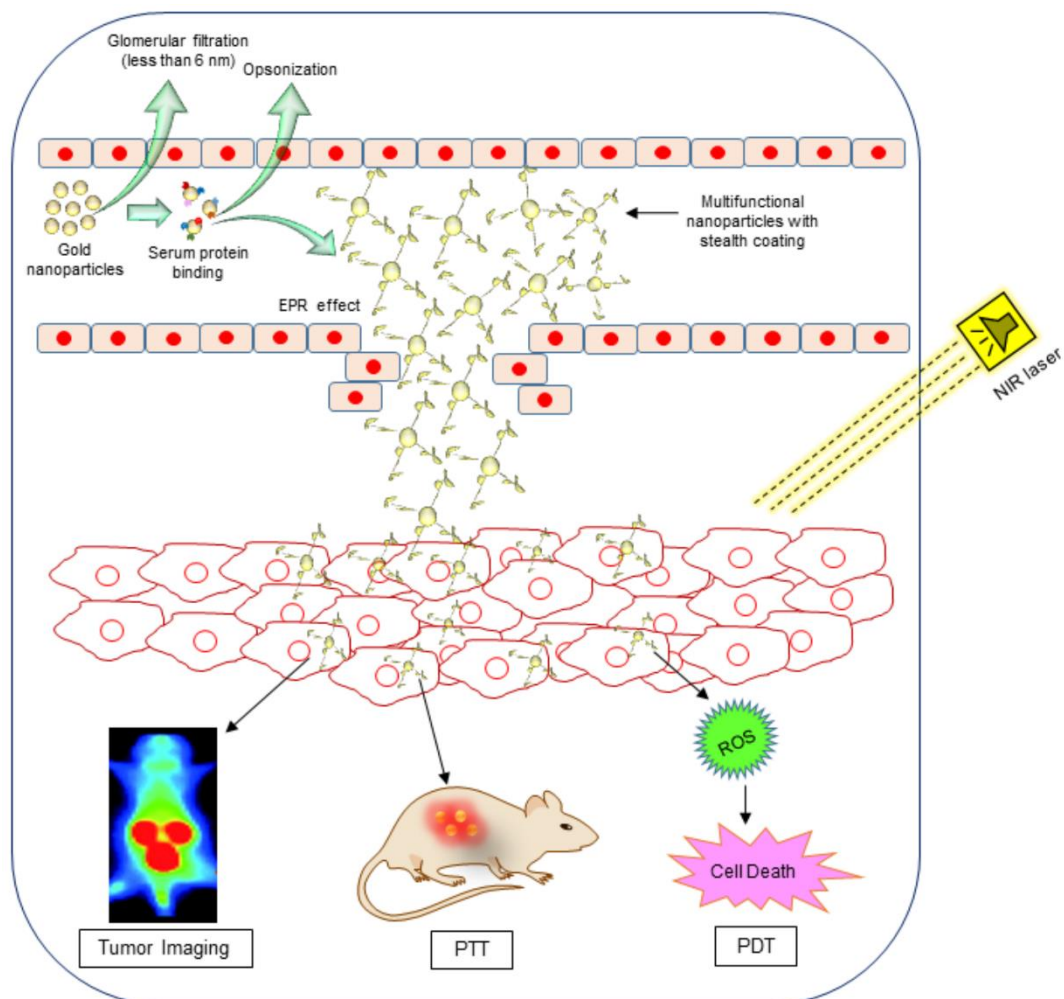 Glomerular filtration
(less than 6 nm)
Opsonization
Gold
nanoparticles
Serum protein
binding
Multifunctional
nanoparticles with
stealth coating
EPR effect
NIR laser
ROS
Cell Death
Tumor Imaging
PTT
PDT